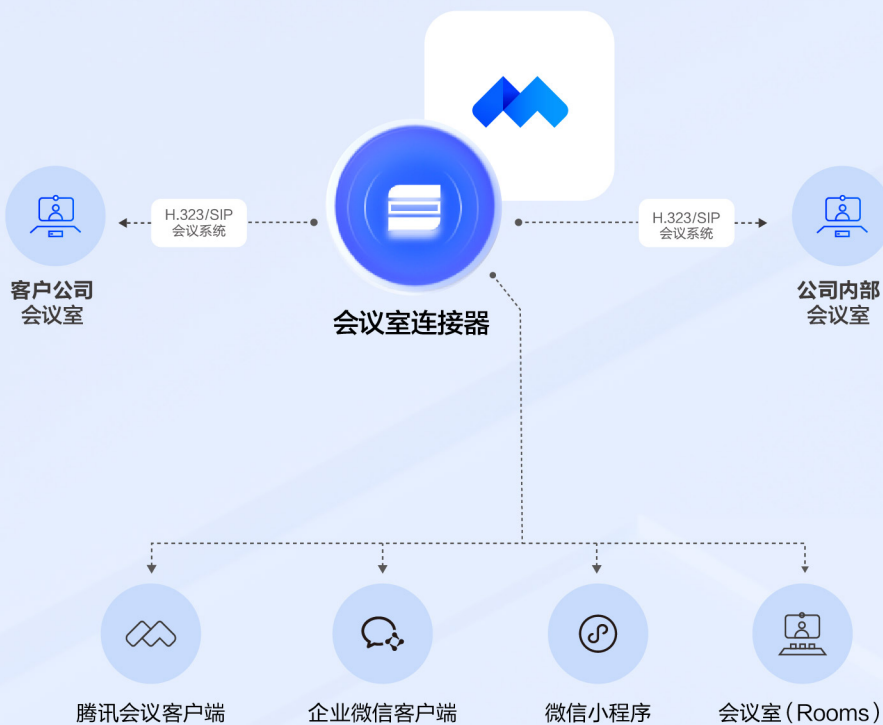 H.323/SIP
会议系统
H.323/SIP
会议系统
客户公司
会议室
会议室连接器
公司内部
会议室
腾讯会议客户端
企业微信客户端
微信小程序
会议室(Rooms)